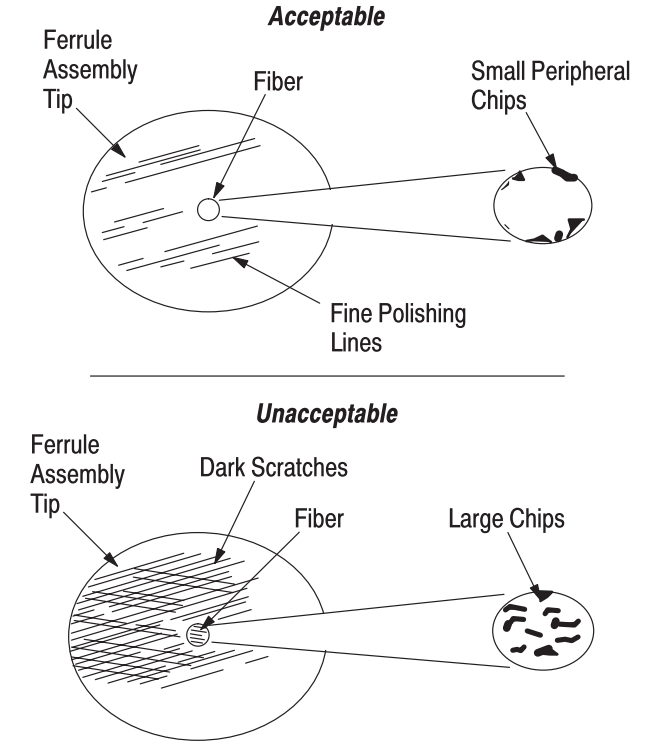 Acceptable
Ferrule
Assembly
Tip
Fiber
Small Peripheral
Chips
Fine Polishing
Lines
Unacceptable
Ferrule
Assembly
Tip
Dark Scratches
Fiber
Large Chips